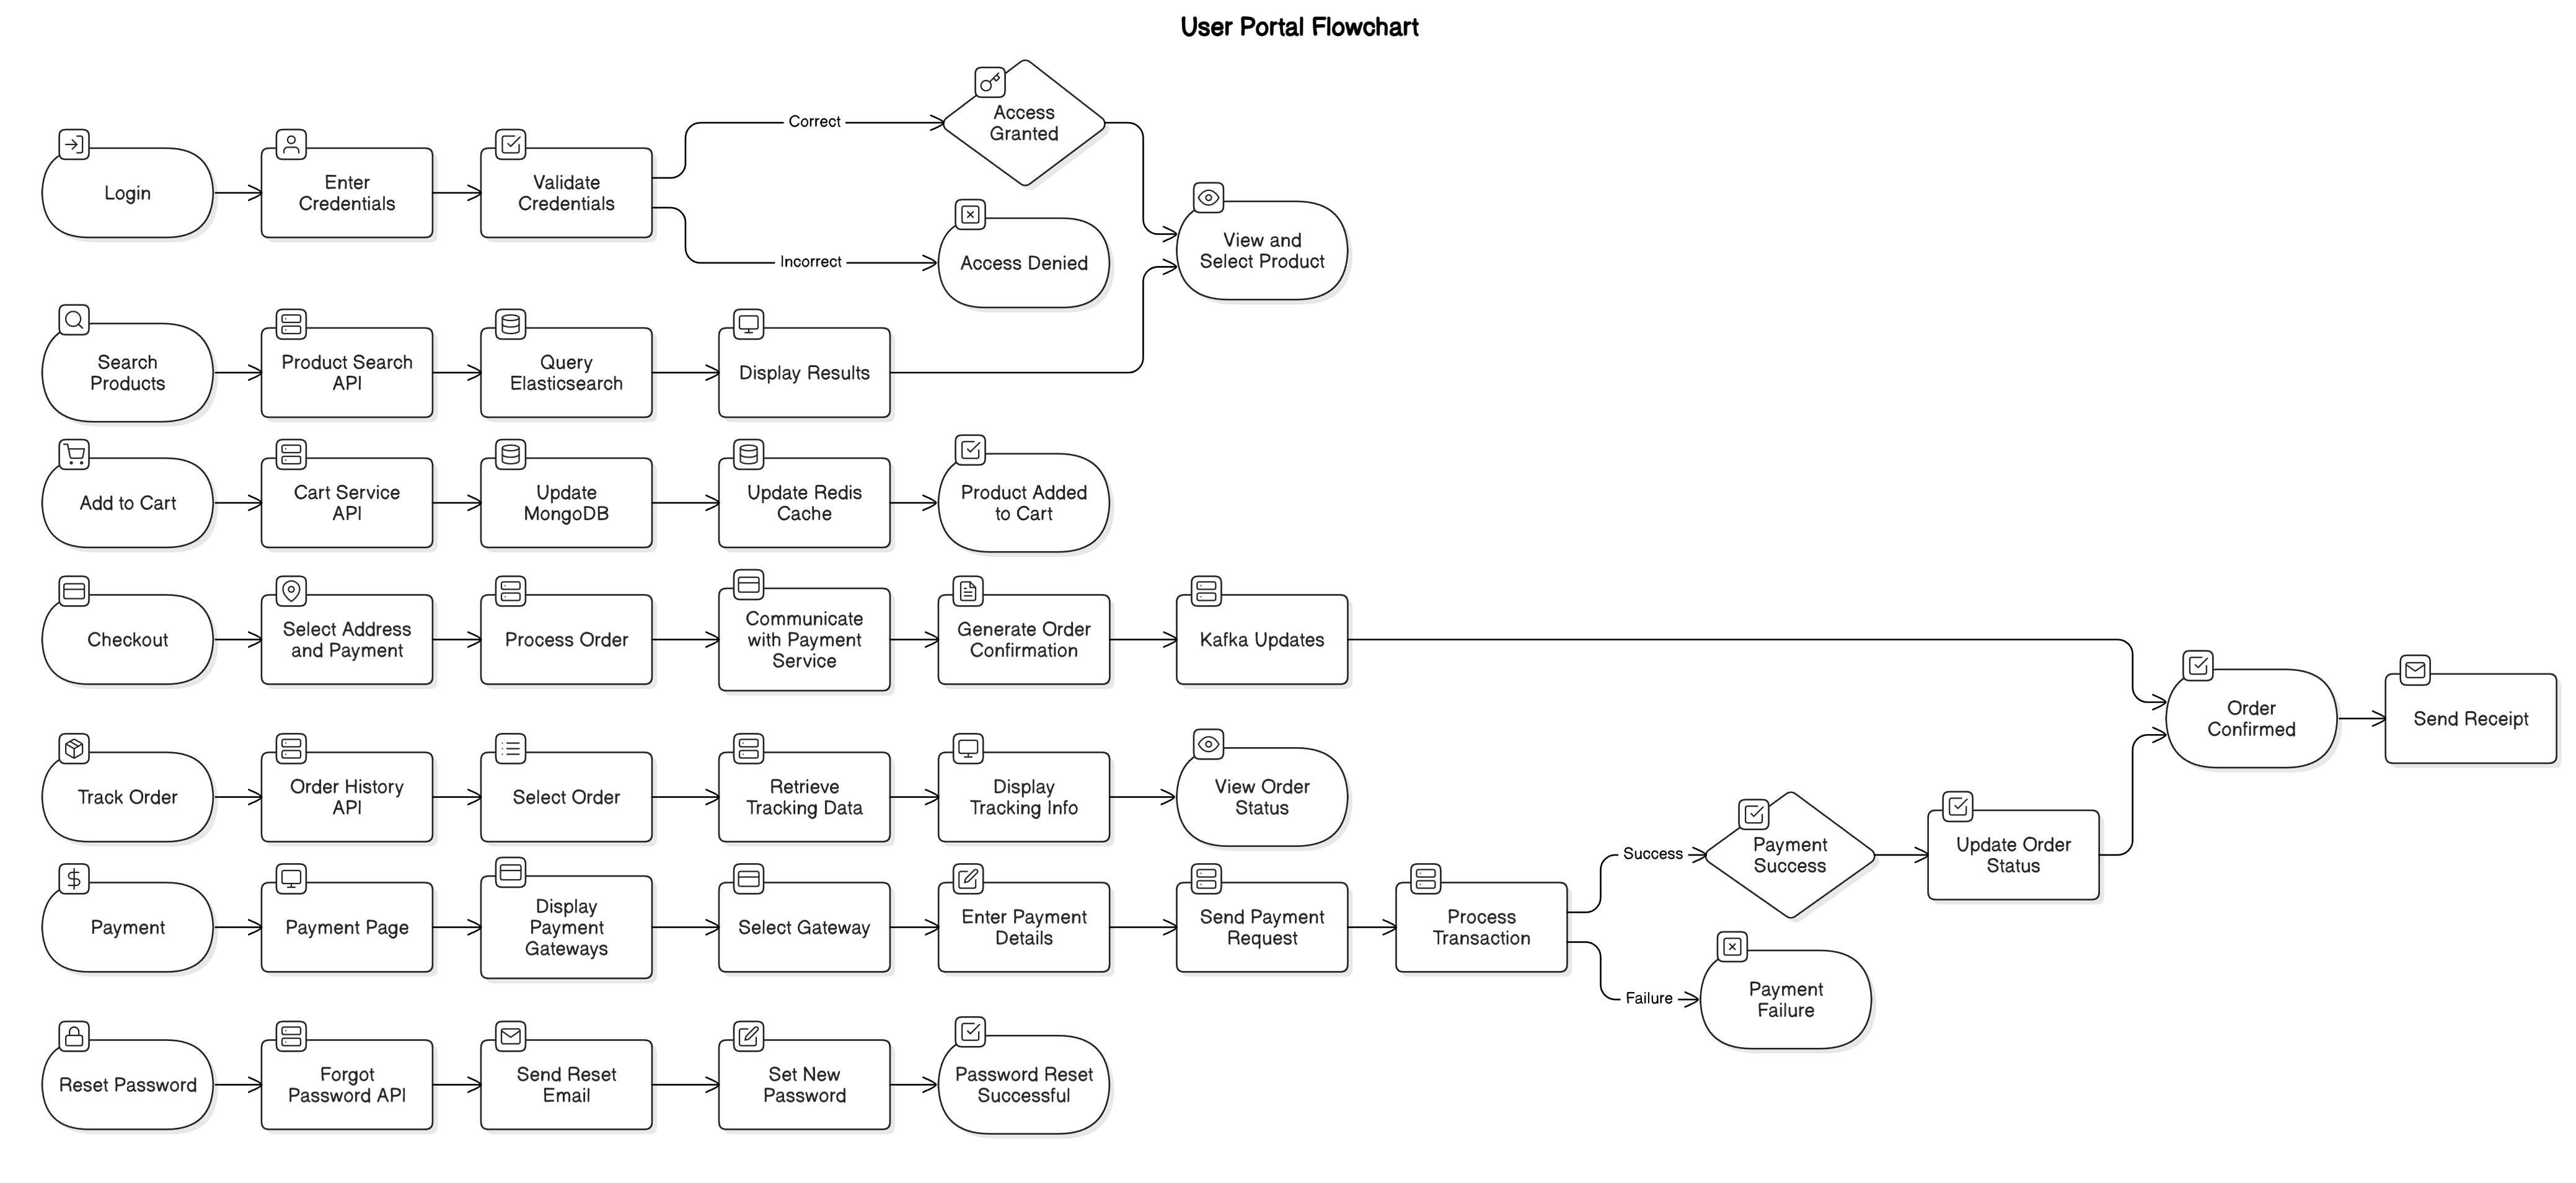 User Portal Flowchart
Login
Enter
Credentials
Validate
Credentials
Correct
Access
Granted
Incorrect
Access Denied
View and
Select Product
Search
Products
Product Search
API
Query
Elasticsearch
Display Results
Add to Cart
Cart Service
API
Update
MongoDB
Update Redis
Cache
Product Added
to Cart
Checkout
Select Address
and Payment
Process Order
Communicate
with Payment
Service
Generate Order
Confirmation
Kafka Updates
Order
Confirmed
Send Receipt
Track Order
Order History
API
Select Order
Retrieve
Tracking Data
Display
Tracking Info
View Order
Status
Payment
Payment Page
Display
Payment
Gateways
Select Gateway
Enter Payment
Details
Send Payment
Request
Process
Transaction
Success
Payment
Success
Update Order
Status
Failure
Payment
Failure
Reset Password
Forgot
Password API
Send Reset
Email
Set New
Password
Password Reset
Successful